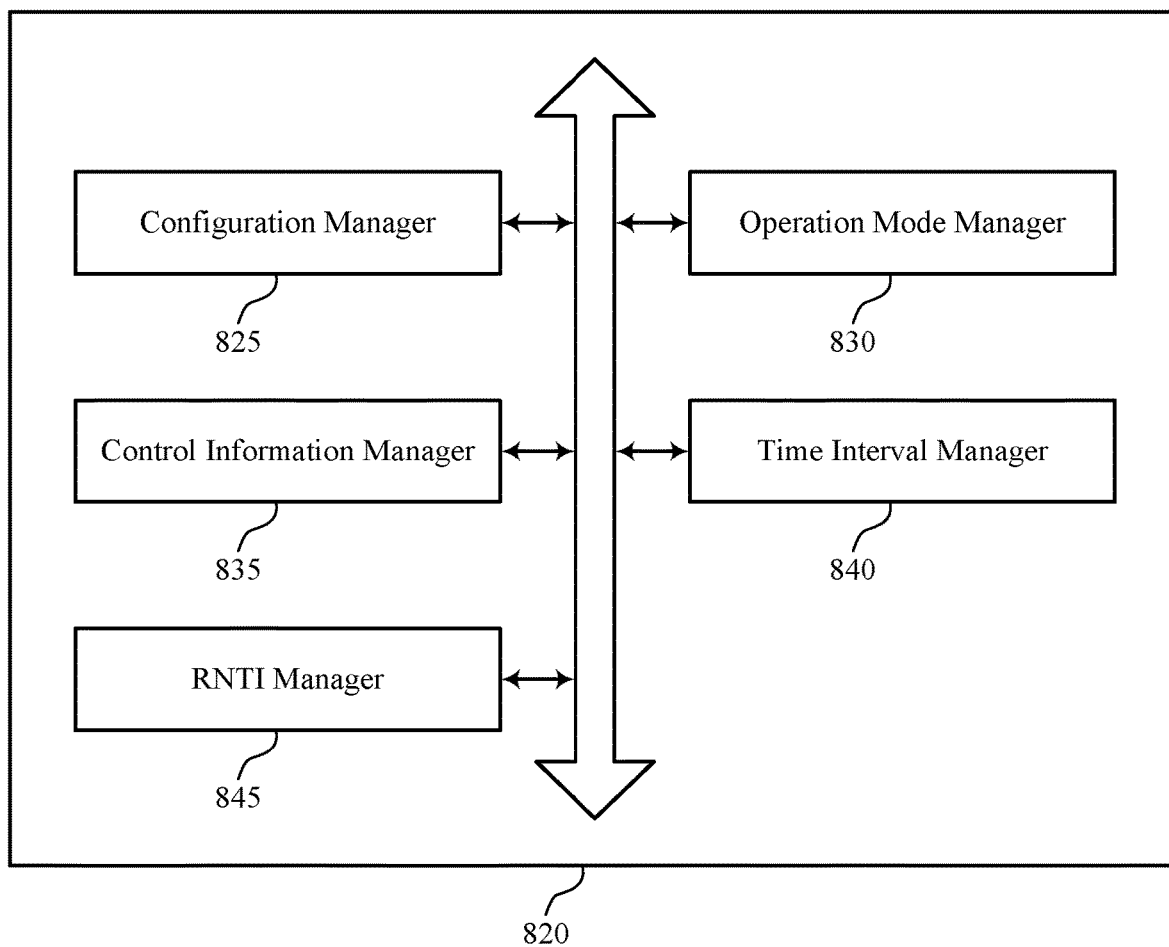 Configuration Manager
Operation Mode Manager
825
830
Control Information Manager
Time Interval Manager
835
840
RNTI Manager
845
820